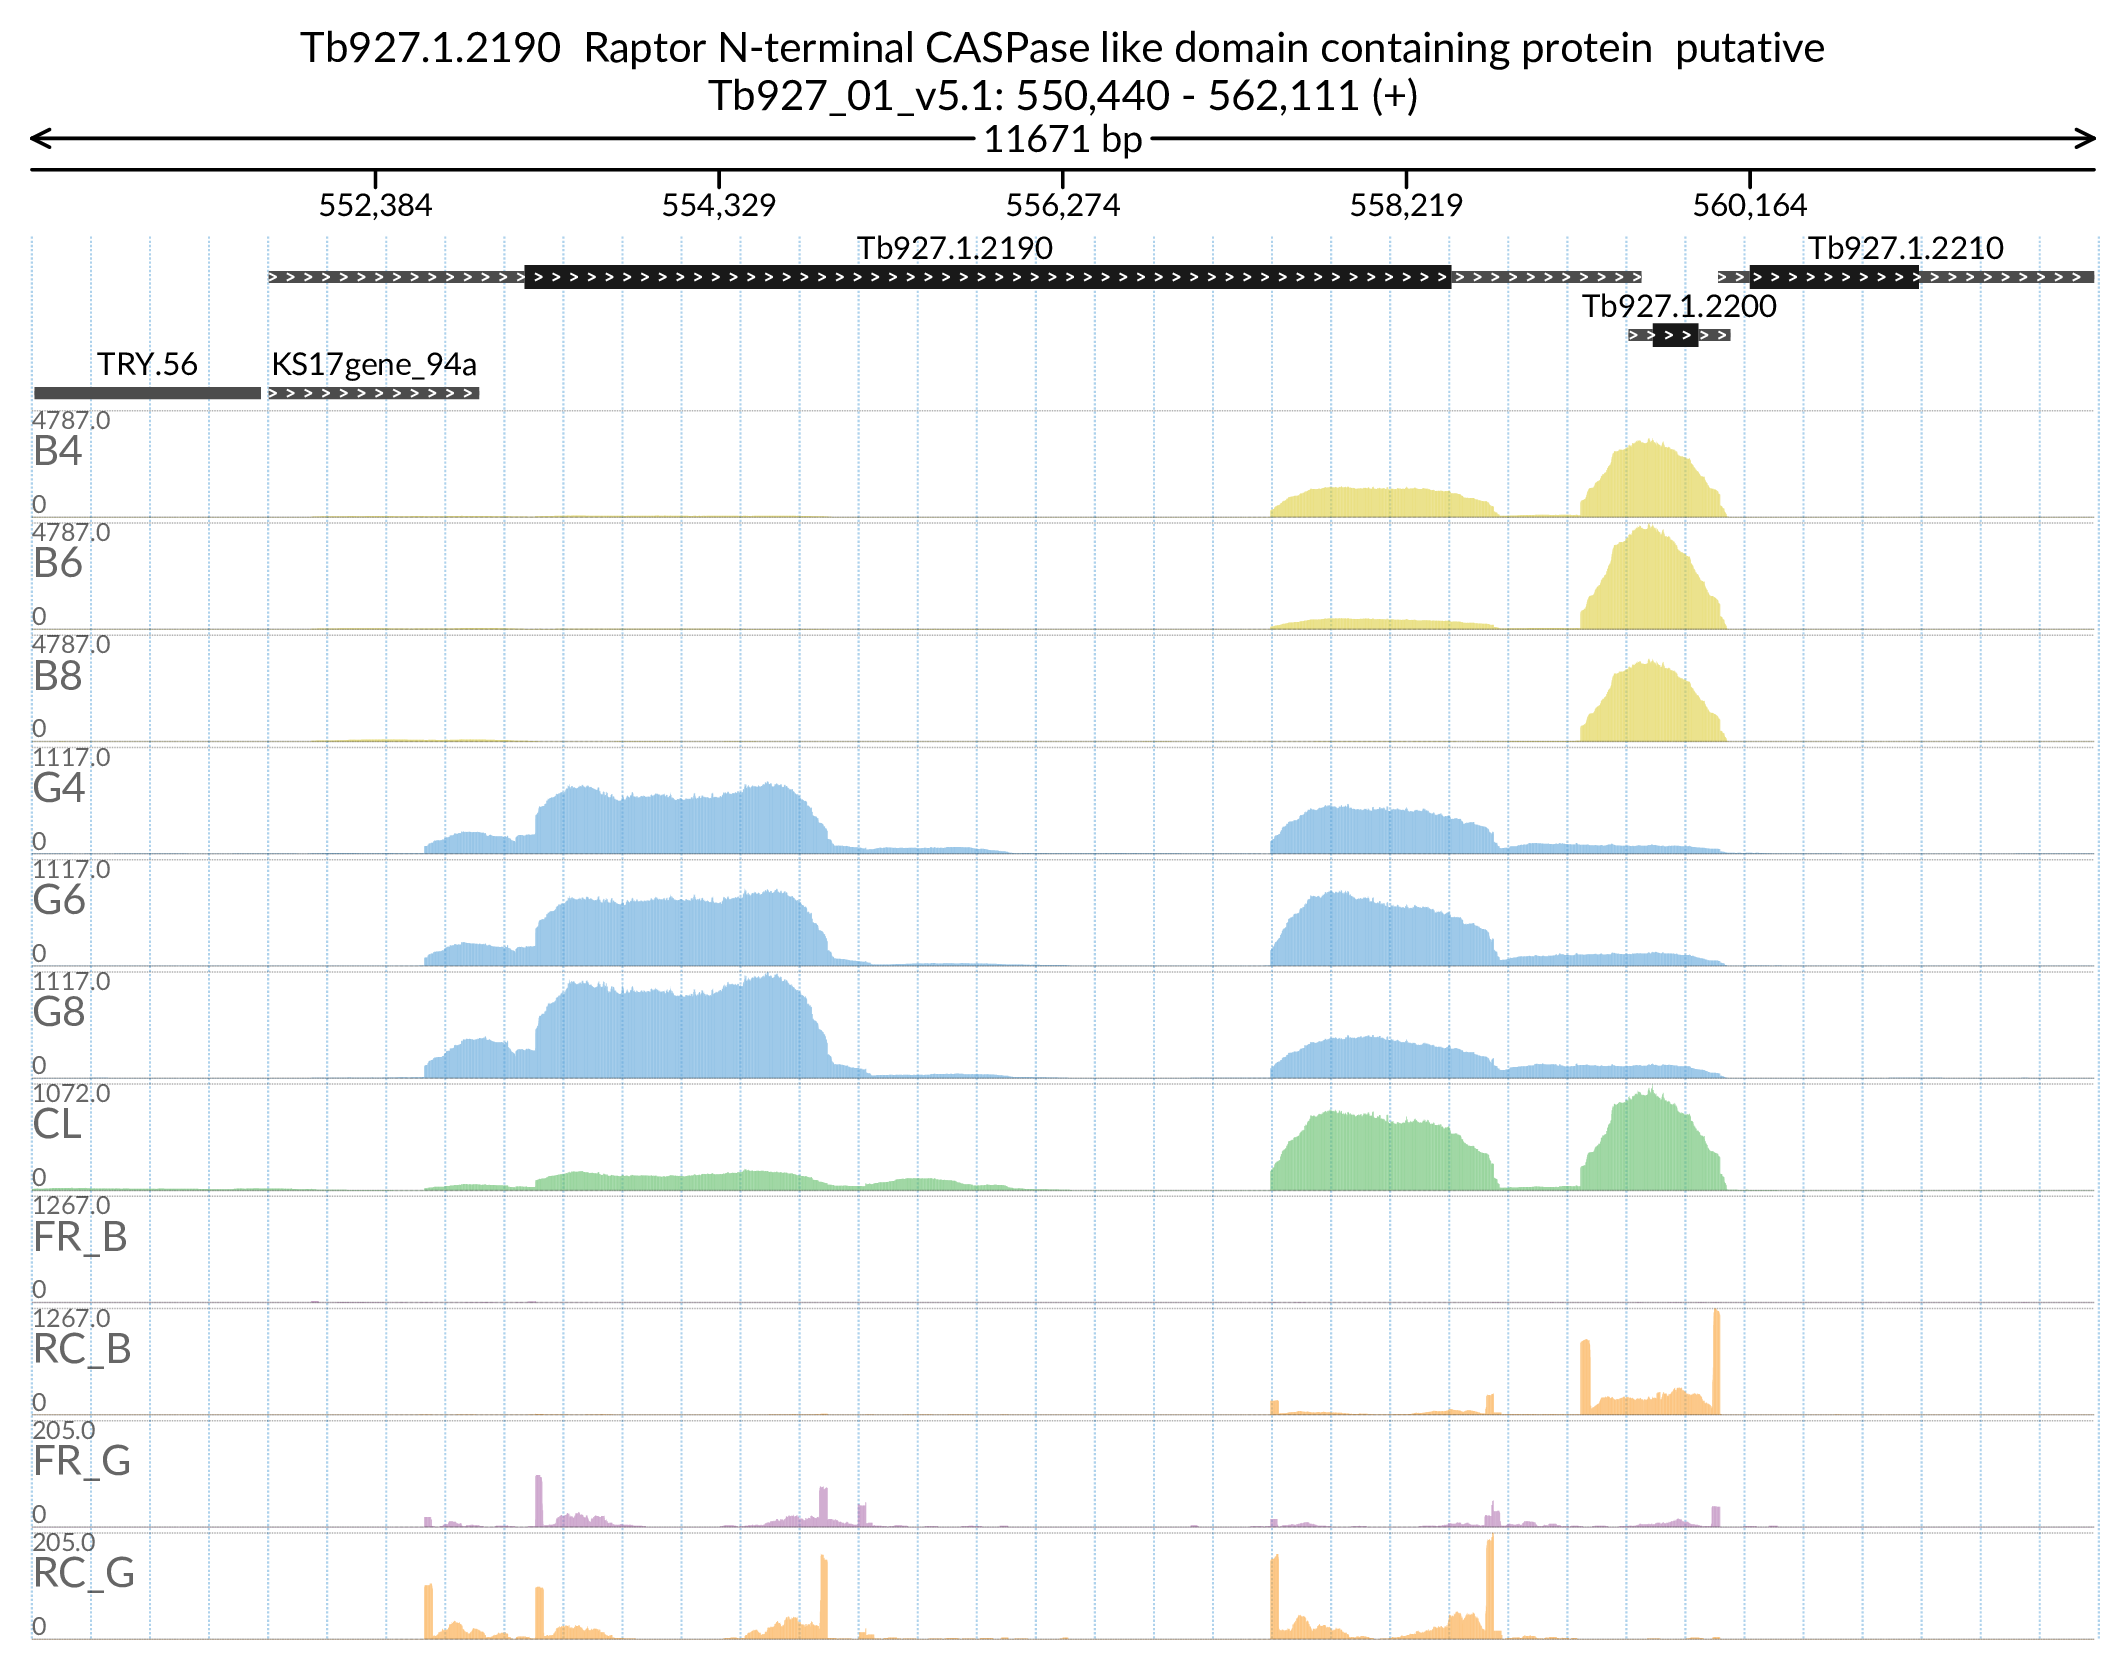 Tb927.1.2190  Raptor N-terminal CASPase like domain containing protein  putative
Tb927_01_v5.1: 550,440 - 562,111 (+)
11671 bp
552,384 554,329 556,274 558,219 560,164
Tb927.1.2190 Tb927.1.2210
Tb927.1.2200
TRY.56 KS17gene_94a
4787.0
B4
0
4787.0
B6
0
4787.0
B8
0
1117.0
G4
0
1117.0
G6
0
1117.0
G8
0
1072.0
CL
0
1267.0
FR_B
0
1267.0
RC_B
0
205.0
FR_G
0
205.0
RC_G
0